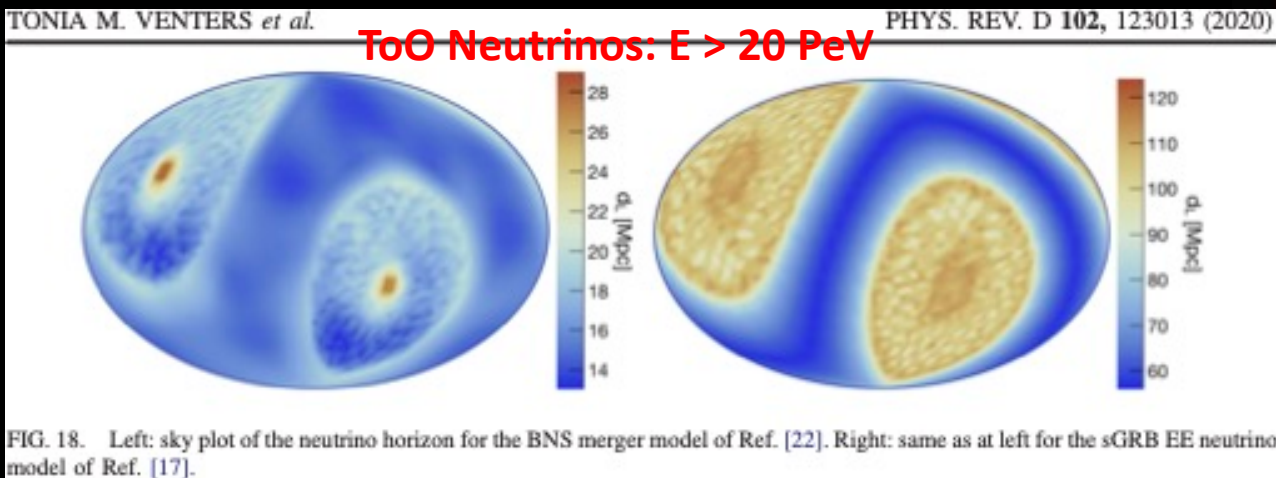 TONIA M. VENTERS et al.
PHYS. REV. D 102, 123013 (2020)
ToO Neutrinos: E > 20 PeV
28
26
24
22
20
18
16
14
dL [Mpc]
120
110
100
90
80
70
60
dL [Mpc]
FIG. 18. Left: sky plot of the neutrino horizon for the BNS merger model of Ref. [22]. Right: same as at left for the sGRB EE neutrino
model of Ref. [17].